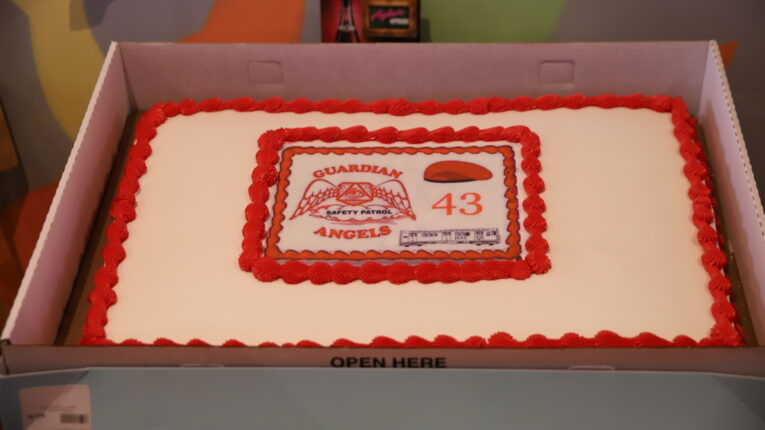 GUARDIAN
SAFETY PATROL
ANGELS
43
OPEN HERE